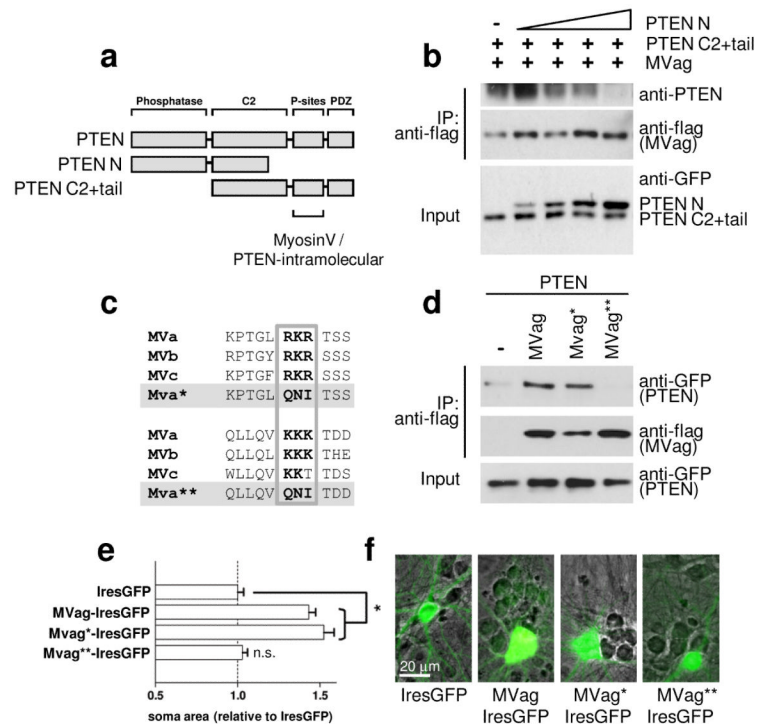 a
Phosphatase C2 P-sites PDZ
PTEN
PTEN N
PTEN C2+tail
MyosinV /
PTEN-intramolecular
b
- PTEN N
+ + + + + PTEN C2+tail
+ + + + + MVag
IP:
anti-flag
anti-PTEN
anti-flag
(MVag)
anti-GFP
Input
PTEN N
PTEN C2+tail
c
MVa KPTGL RKR TSS
MVb RPTGY RKR SSS
MVc KPTGF RKR SSS
Mva* KPTGL QNI TSS
MVa QLLQV KKK TDD
MVb QLLQL KKK THE
MVc WLLQV KKT TDS
Mva** QLLQV QNI TDD
d
PTEN
- MVag Mvag* MVag**
IP:
anti-flag
anti-GFP
(PTEN)
anti-flag
(MVag)
Input
anti-GFP
(PTEN)
e
IresGFP
MVag-IresGFP
Mvag*-IresGFP
Mvag**-IresGFP
*
n.s.
0.5 1.0 1.5
soma area (relative to IresGFP)
f
20 μm
IresGFP
MVag
IresGFP
MVag*
IresGFP
MVag**
IresGFP